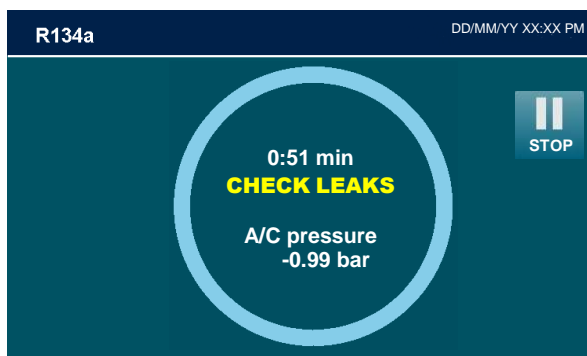 R134a
DD/MM/YY XX:XX PM
STOP
0:51 min
CHECK LEAKS
A/C pressure
-0.99 bar